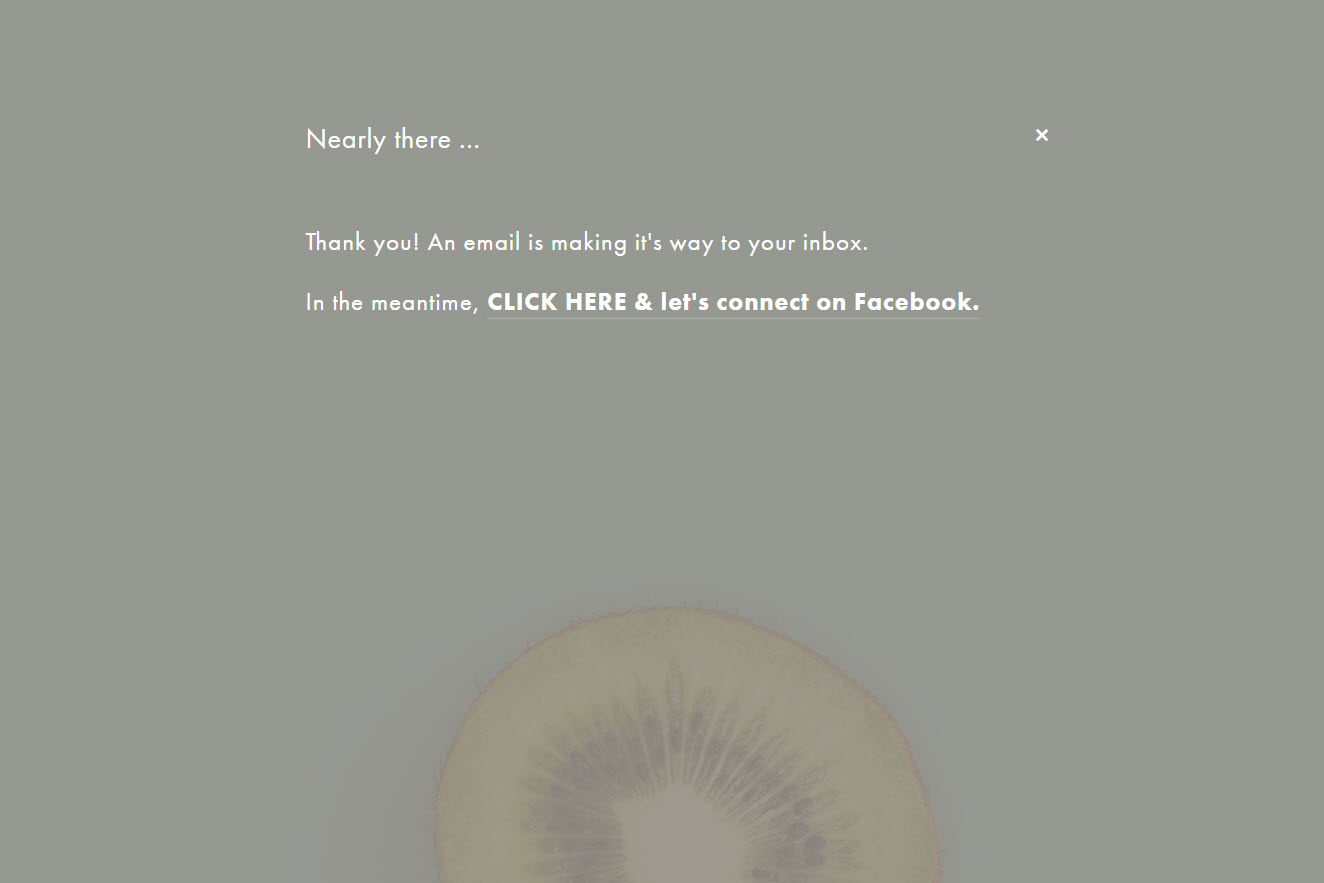 Nearly there ...
×
Thank you! An email is making it's way to your inbox.
In the meantime, CLICK HERE & let's connect on Facebook.